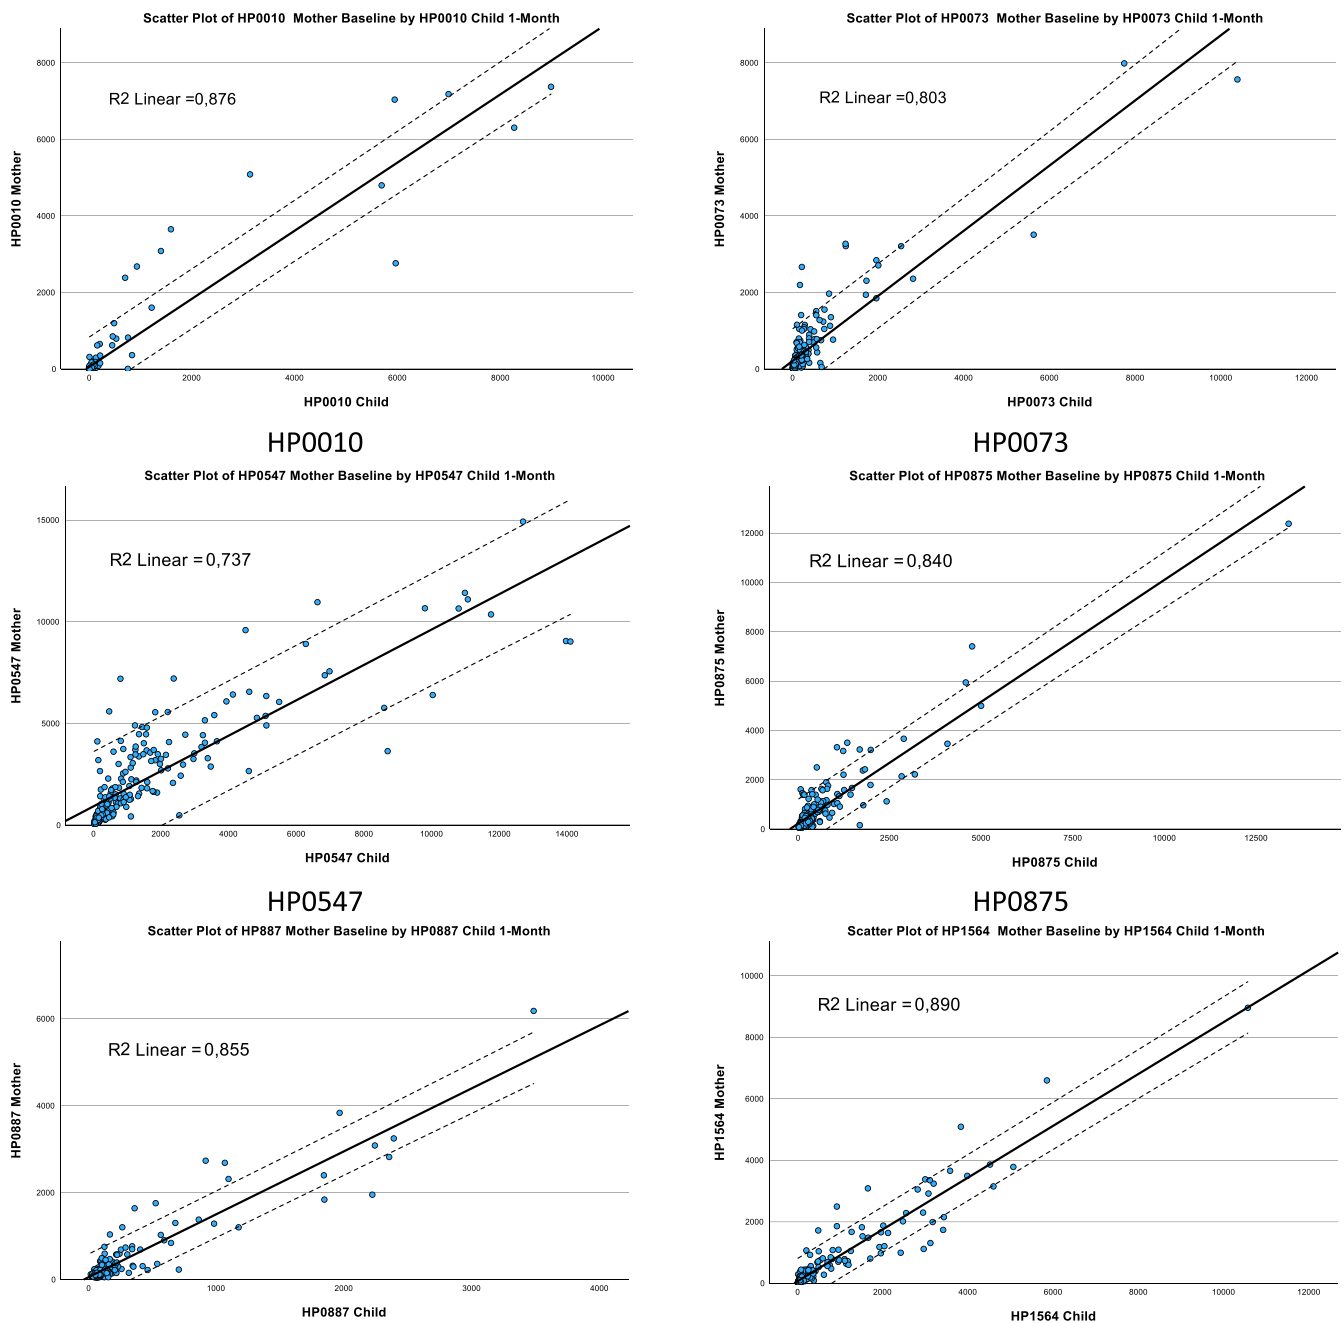 Scatter Plot of HP0010 Mother Baseline by HP0010 Child 1-Month
R2 Linear =0,876
HP0010 Mother
8000
6000
4000
2000
0
0 2000 4000 6000 8000 10000
HP0010 Child
HP0010
Scatter Plot of HP0073 Mother Baseline by HP0073 Child 1-Month
R2 Linear =0,803
HP0073 Mother
8000
6000
4000
2000
0
0 2000 4000 6000 8000 10000 12000
HP0073 Child
HP0073
Scatter Plot of HP0547 Mother Baseline by HP0547 Child 1-Month
R2 Linear =0,737
HP0547 Mother
15000
10000
5000
0
0 2000 4000 6000 8000 10000 12000 14000
HP0547 Child
HP0547
Scatter Plot of HP0875 Mother Baseline by HP0875 Child 1-Month
R2 Linear =0,840
HP0875 Mother
12000
10000
8000
6000
4000
2000
0
0 2500 5000 7500 10000 12500
HP0875 Child
HP0875
Scatter Plot of HP887 Mother Baseline by HP0887 Child 1-Month
R2 Linear =0,855
HP0887 Mother
6000
4000
2000
0
0 1000 2000 3000 4000
HP0887 Child
Scatter Plot of HP1564 Mother Baseline by HP1564 Child 1-Month
R2 Linear =0,890
HP1564 Mother
10000
8000
6000
4000
2000
0
0 2000 4000 6000 8000 10000 12000
HP1564 Child